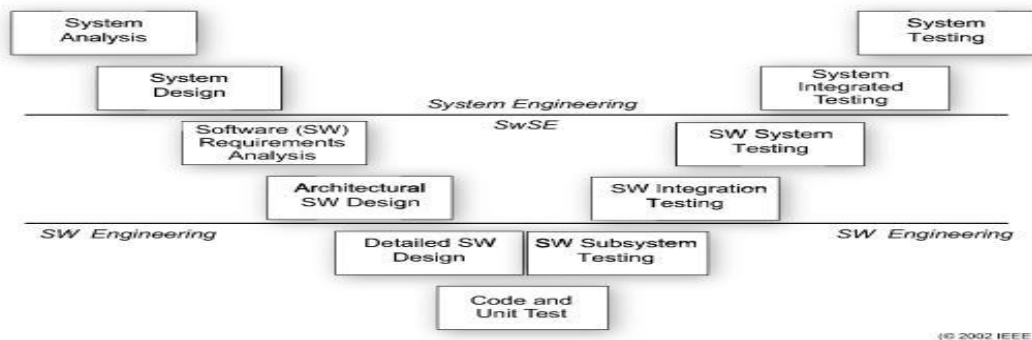 System
Analysis
System
Testing
System
Design
System
Integrated
Testing
System Engineering
SwSE
Software (SW)
Requirements
Analysis
SW System
Testing
Architectural
SW Design
SW Integration
Testing
SW Engineering
SW Engineering
Detailed SW
Design
SW Subsystem
Testing
Code and
Unit Test
(© 2002 IEEE